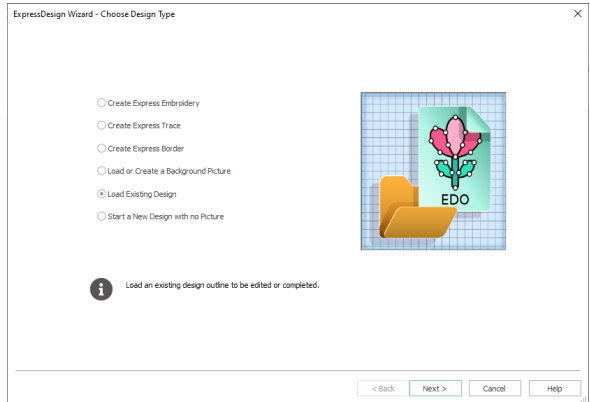 ExpressDesign Wizard - Choose Design Type
Create Express Embroidery
Create Express Trace
Create Express Border
Load or Create a Background Picture
Load Existing Design
Start a New Design with no Picture
EDO
Load an existing design outline to be edited or completed.
< Back Next > Cancel Help